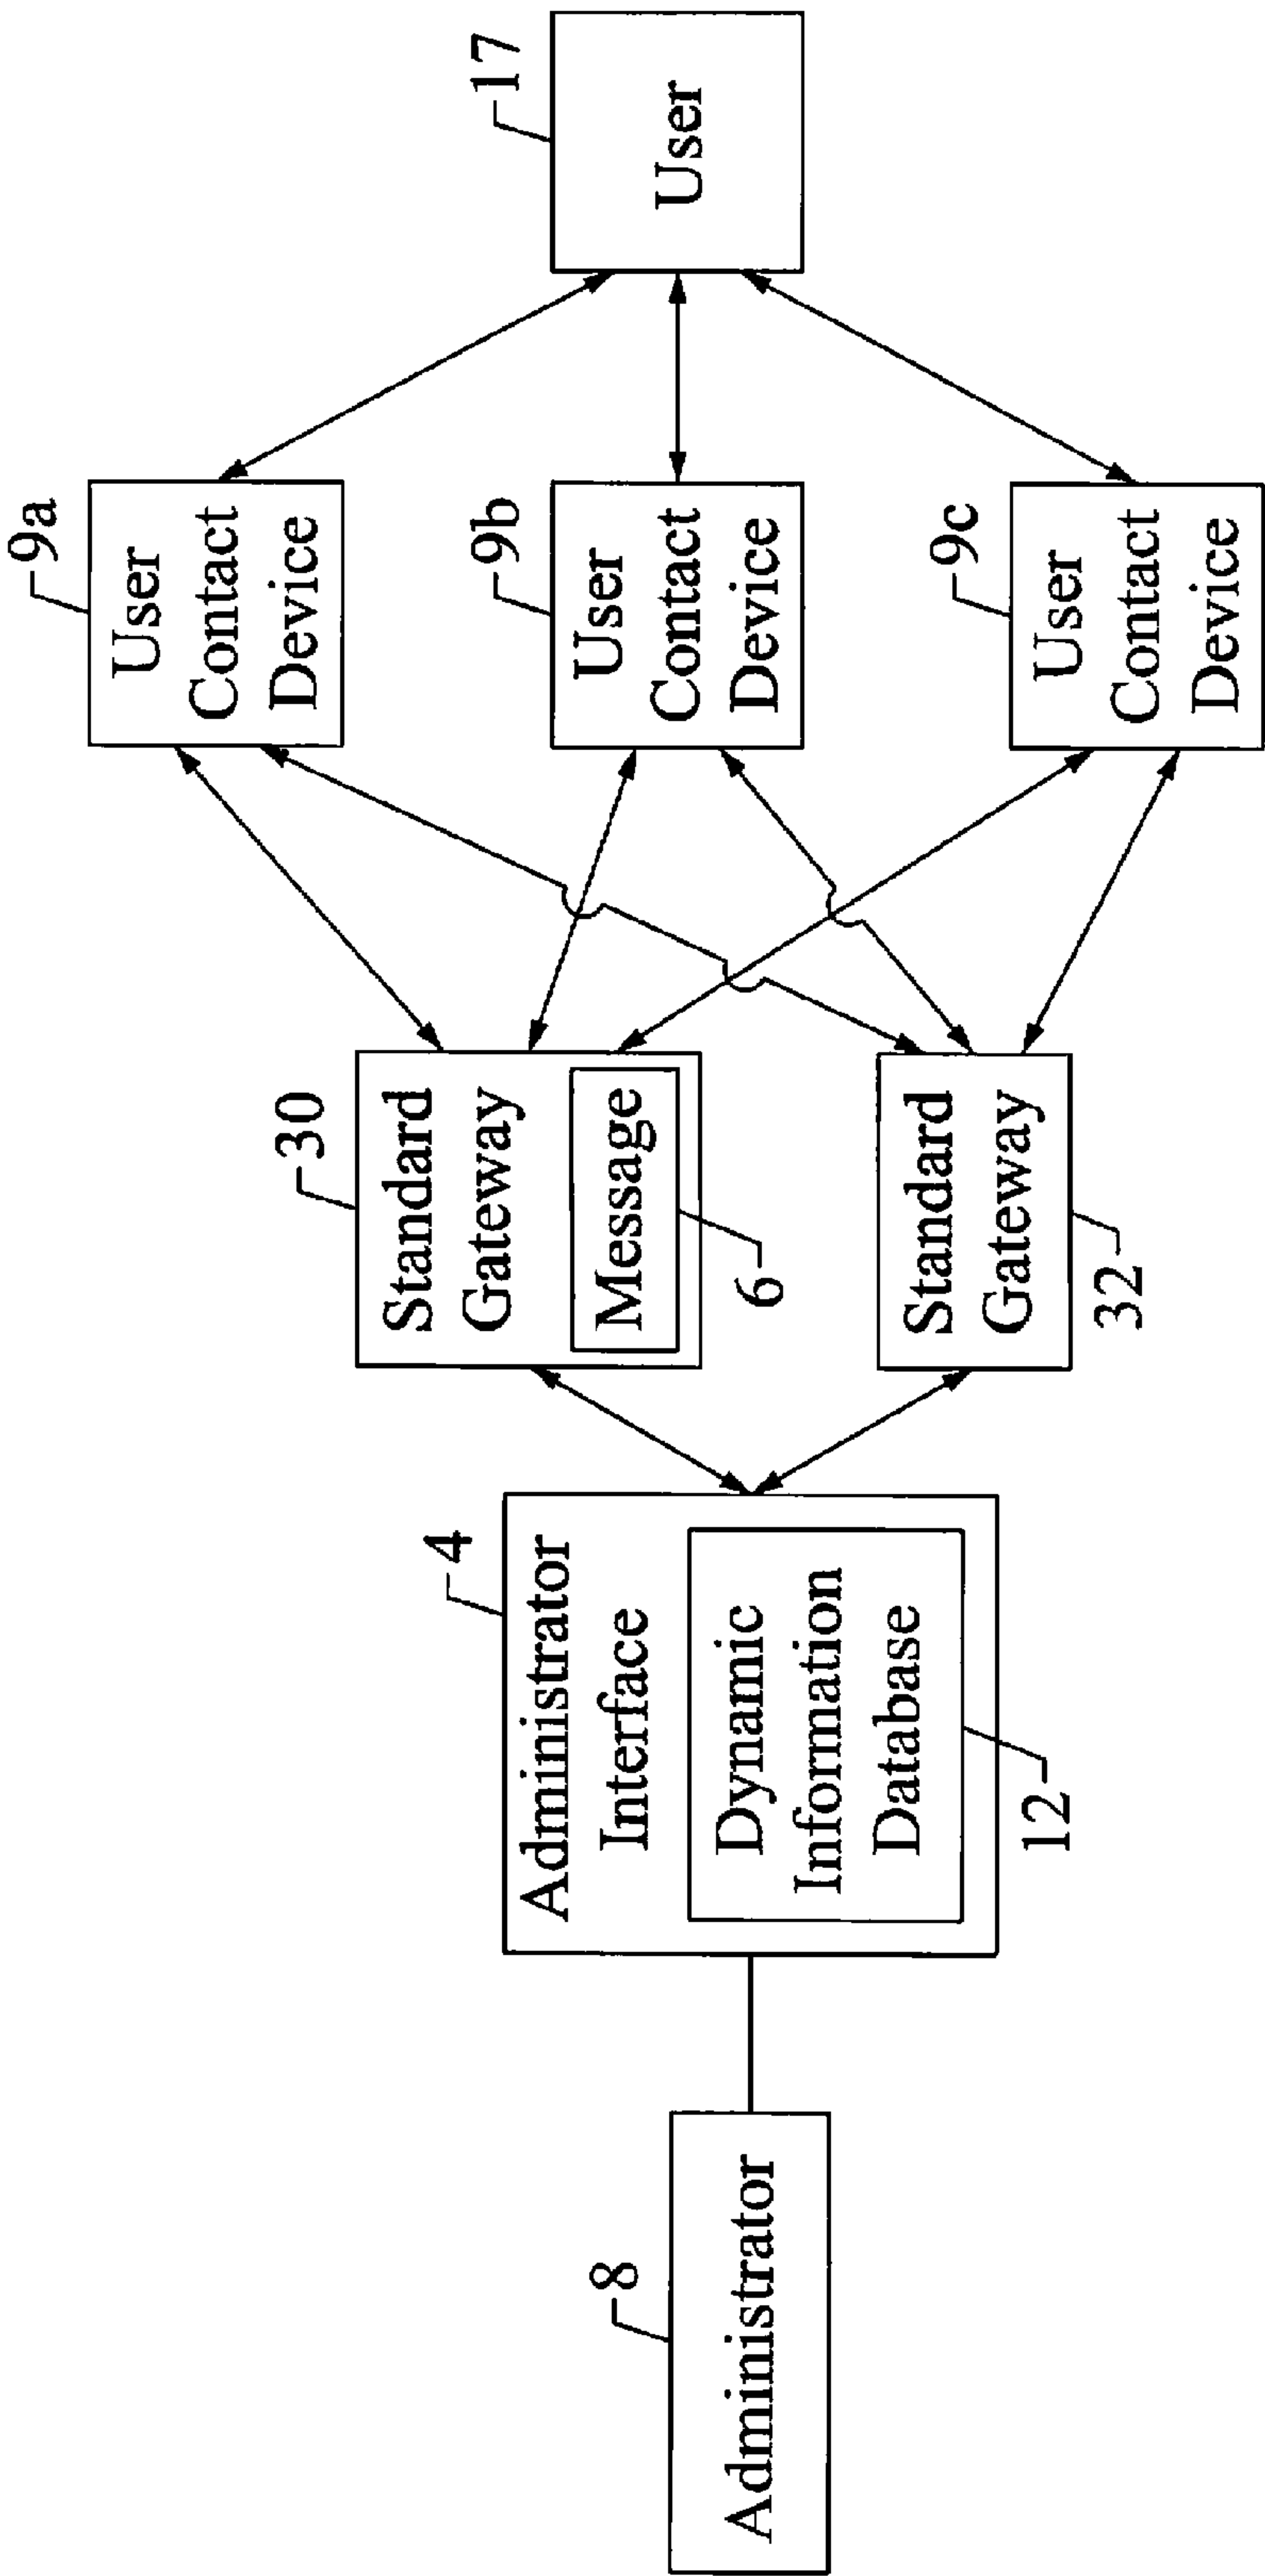 8
Administrator
4
Administrator
Interface
Dynamic
Information
Database
12
30
Standard
Gateway
Message
6
Standard
Gateway
32
9a
User
Contact
Device
9b
User
Contact
Device
9c
User
Contact
Device
17
User